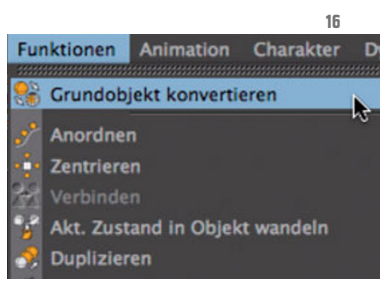 16
Funktionen Animation Charakter
Grundobjekt konvertieren
Anordnen
Zentrieren
Verbinden
Akt. Zustand in Objekt wandeln
Duplizieren